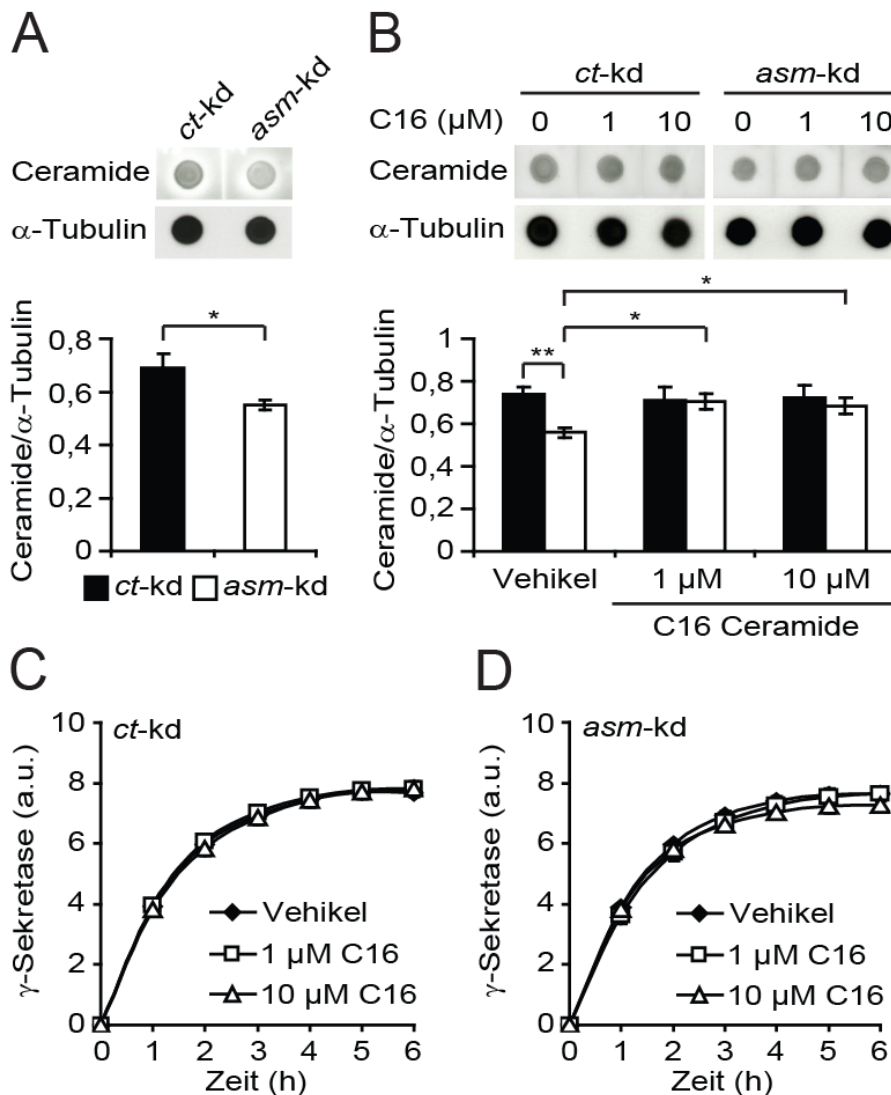 A
ct-kd asm-kd
Ceramide
α-Tubulin
Ceramide/α-Tubulin
0,8
0,6
0,4
0,2
0
*
ct-kd asm-kd
B
ct-kd asm-kd
C16 (µM) 0 1 10 0 1 10
Ceramide
α-Tubulin
Ceramide/α-Tubulin
1
0,8
0,6
0,4
0,2
0
*
*
**
Vehikel 1 µM 10 µM
C16 Ceramide
C
ct-kd
γ-Sekretase (a.u.)
10
8
6
4
2
0
Vehikel
1 µM C16
10 µM C16
0 1 2 3 4 5 6
Zeit (h)
D
asm-kd
γ-Sekretase (a.u.)
10
8
6
4
2
0
Vehikel
1 µM C16
10 µM C16
0 1 2 3 4 5 6
Zeit (h)